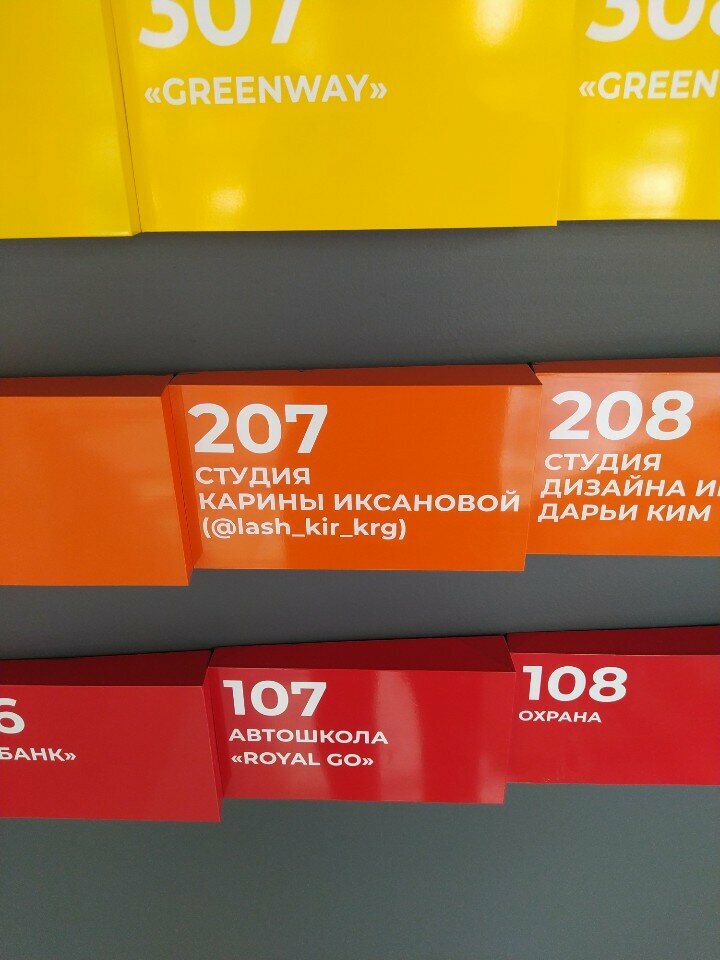 307
«GREENWAY»
308
«GREEN
207
СТУДИЯ
КАРИНЫ ИКСАНОВОЙ
(@lash_kir_krg)
208
СТУДИЯ
ДИЗАЙНА
ДАРЬИ КИМ
6
БАНК»
107
АВТОШКОЛА
«ROYAL GO»
108
ОХРАНА